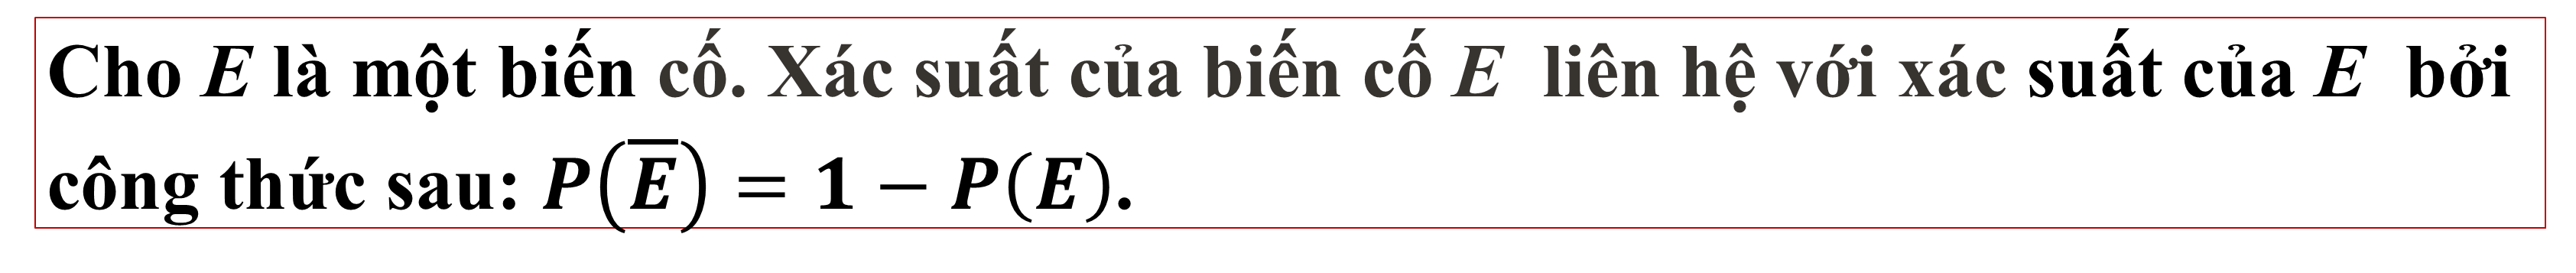 Cho E là một biến cố. Xác suất của biến cố E liên hệ với xác suất của E bởi
công thức sau: P(E̅) = 1 − P(E).